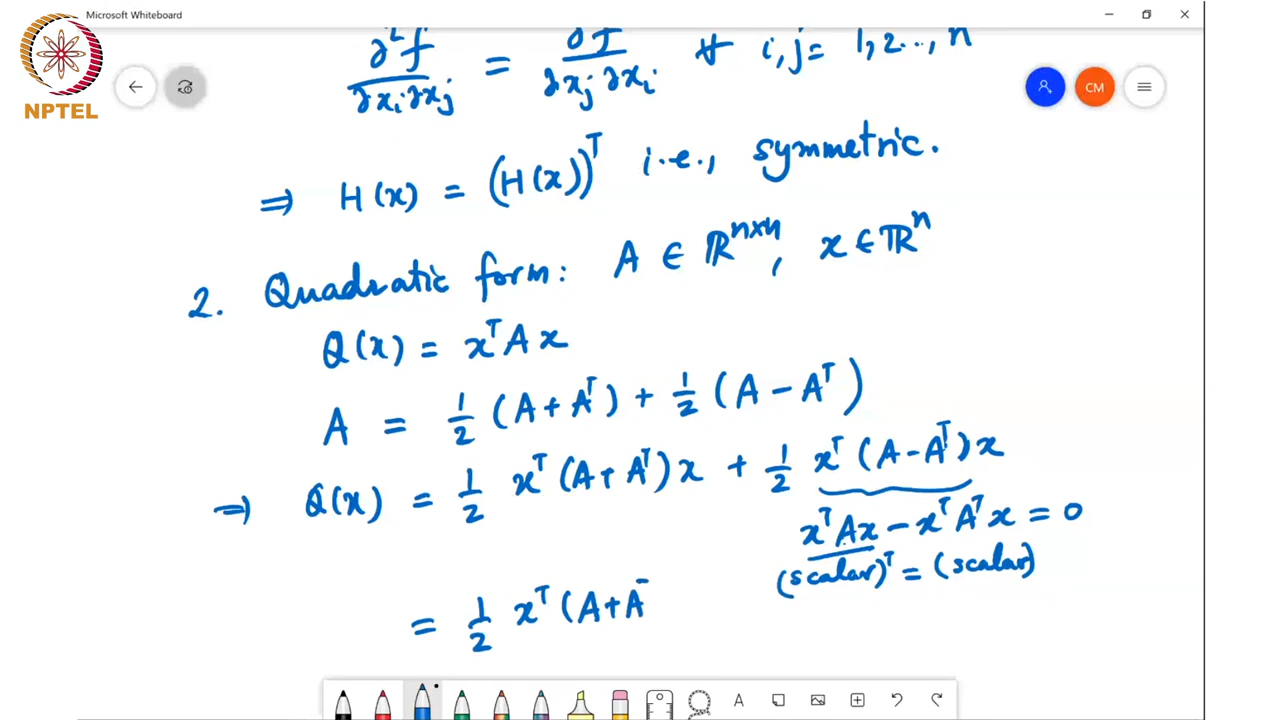 Microsoft Whiteboard
NPTEL
∂²f/∂xᵢ∂xⱼ = ∂f/∂xⱼ∂xᵢ ∀ i,j = 1,2..,n
CM
⇒ H(x) = (H(x))ᵀ i.e., symmetric.
2. Quadratic form: A ∈ ℝⁿˣⁿ, x ∈ ℝⁿ
Q(x) = xᵀAx
A = 1/2 (A+Aᵀ) + 1/2 (A-Aᵀ)
⇒ Q(x) = 1/2 xᵀ(A+Aᵀ)x + 1/2 xᵀ(A-Aᵀ)x
xᵀAx - xᵀAᵀx = 0
(scalar)ᵀ = (scalar)
= 1/2 xᵀ(A+A⁻
A